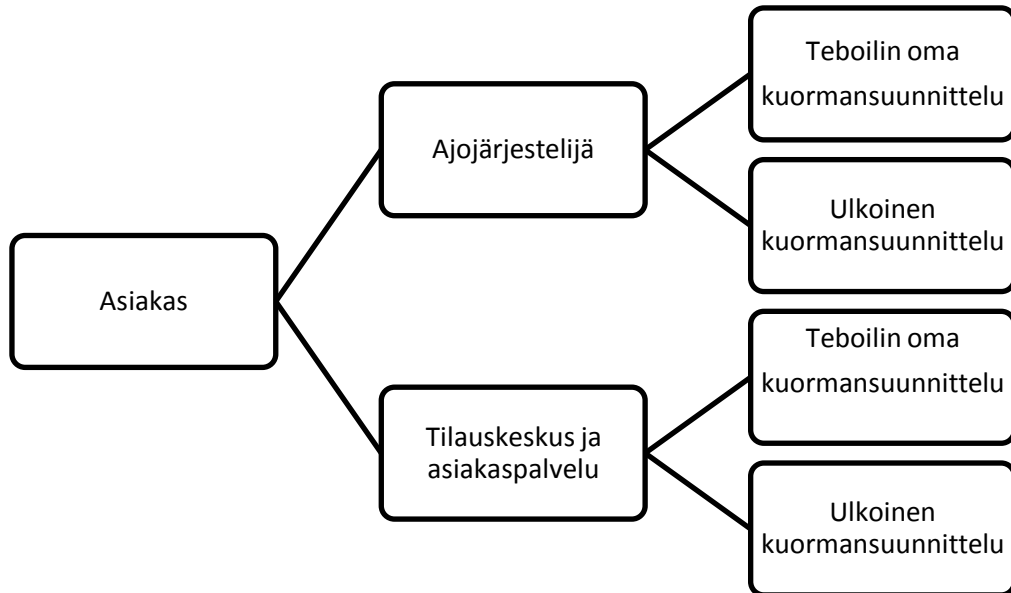 Asiakas
Ajojärjestelijä
Teboilin oma
kuormansuunnittelu
Ulkoinen
kuormansuunnittelu
Tilauskeskus ja
asiakaspalvelu
Teboilin oma
kuormansuunnittelu
Ulkoinen
kuormansuunnittelu